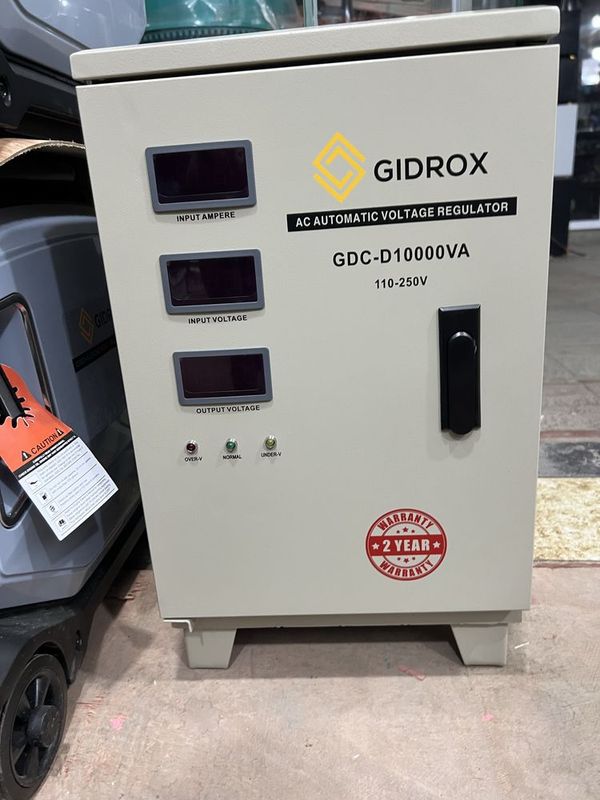 GIDROX
AC AUTOMATIC VOLTAGE REGULATOR
GDC-D10000VA
110-250V
INPUT AMPERE
INPUT VOLTAGE
OUTPUT VOLTAGE
OVER-V NORMAL UNDER-V
WARRANTY
2 YEAR
WARRANTY
GIDROX
CAUTION